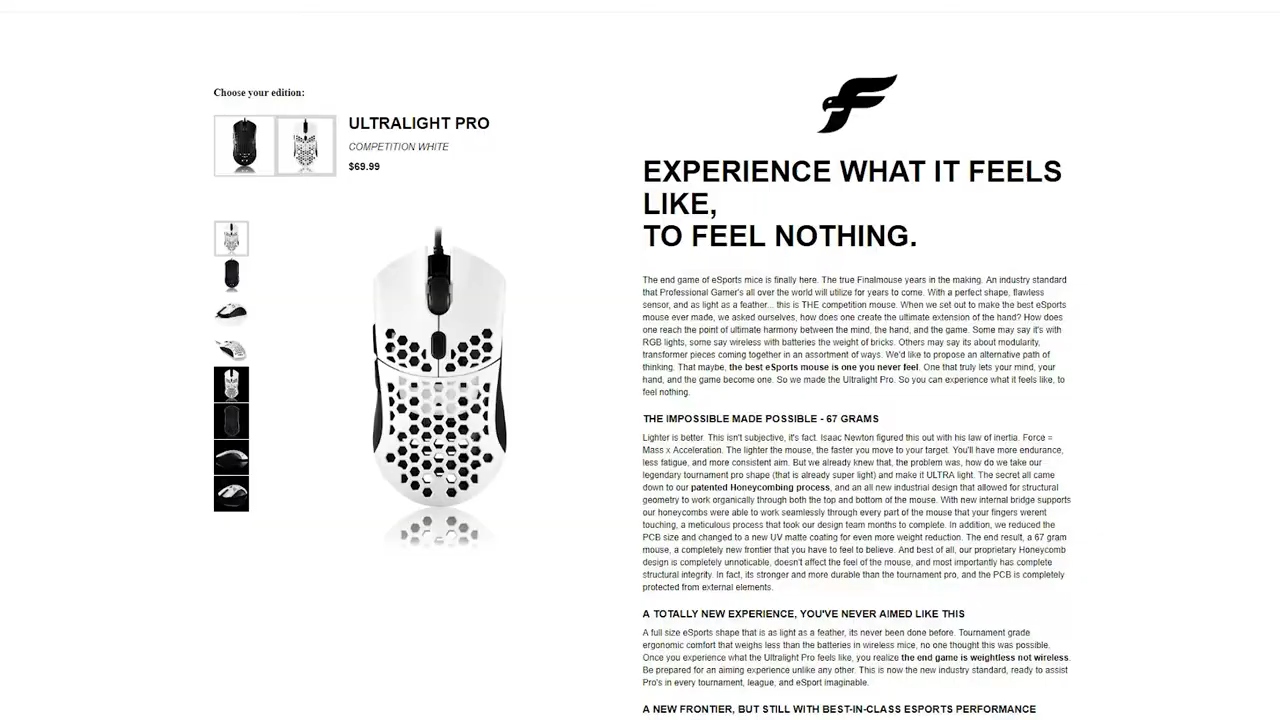 Choose your edition:
ULTRALIGHT PRO
COMPETITION WHITE
$69.99
EXPERIENCE WHAT IT FEELS
LIKE,
TO FEEL NOTHING.
The end game of eSports mice is finally here. The true Finalmouse years in the making. An industry standard
that Professional Gamer's all over the world will utilize for years to come. With a perfect shape, flawless
sensor, and as light as a feather... this is THE competition mouse. When we set out to make the best eSports
mouse ever made, we asked ourselves, how does one create the ultimate extension of the hand? How does
one reach the point of ultimate harmony between the mind, the hand, and the game. Some may say it's with
RGB lights, some say wireless with batteries the weight of bricks. Others may say its about modularity,
transformer pieces coming together in an assortment of ways. We'd like to propose an alternative path of
thinking. That maybe, the best eSports mouse is one you never feel. One that truly lets your mind, your
hand, and the game become one. So we made the Ultralight Pro. So you can experience what it feels like, to
feel nothing.
THE IMPOSSIBLE MADE POSSIBLE - 67 GRAMS
Lighter is better. This isn't subjective, it's fact. Isaac Newton figured this out with his law of inertia. Force =
Mass x Acceleration. The lighter the mouse, the faster you move to your target. You'll have more endurance,
less fatigue, and more consistent aim. But we already knew that, the problem was, how do we take our
legendary tournament pro shape (that is already super light) and make it ULTRA light. The secret all came
down to our patented Honeycombing process, and an all new industrial design that allowed for structural
geometry to work organically through both the top and bottom of the mouse. With new internal bridge supports
our honeycombs were able to work seamlessly through every part of the mouse that your fingers werent
touching, a meticulous process that took our design team months to complete. In addition, we reduced the
PCB size and changed to a new UV matte coating for even more weight reduction. The end result, a 67 gram
mouse, a completely new frontier that you have to feel to believe. And best of all, our proprietary Honeycomb
design is completely unnoticable, doesn't affect the feel of the mouse, and most importantly has complete
structural integrity. In fact, its stronger and more durable than the tournament pro, and the PCB is completely
protected from external elements.
A TOTALLY NEW EXPERIENCE, YOU'VE NEVER AIMED LIKE THIS
A full size eSports shape that is as light as a feather, its never been done before. Tournament grade
ergonomic comfort that weighs less than the batteries in wireless mice, no one thought this was possible.
Once you experience what the Ultralight Pro feels like, you realize the end game is weightless not wireless.
Be prepared for an aiming experience unlike any other. This is now the new industry standard, ready to assist
Pro's in every tournament, league, and eSport imaginable.
A NEW FRONTIER, BUT STILL WITH BEST-IN-CLASS ESPORTS PERFORMANCE